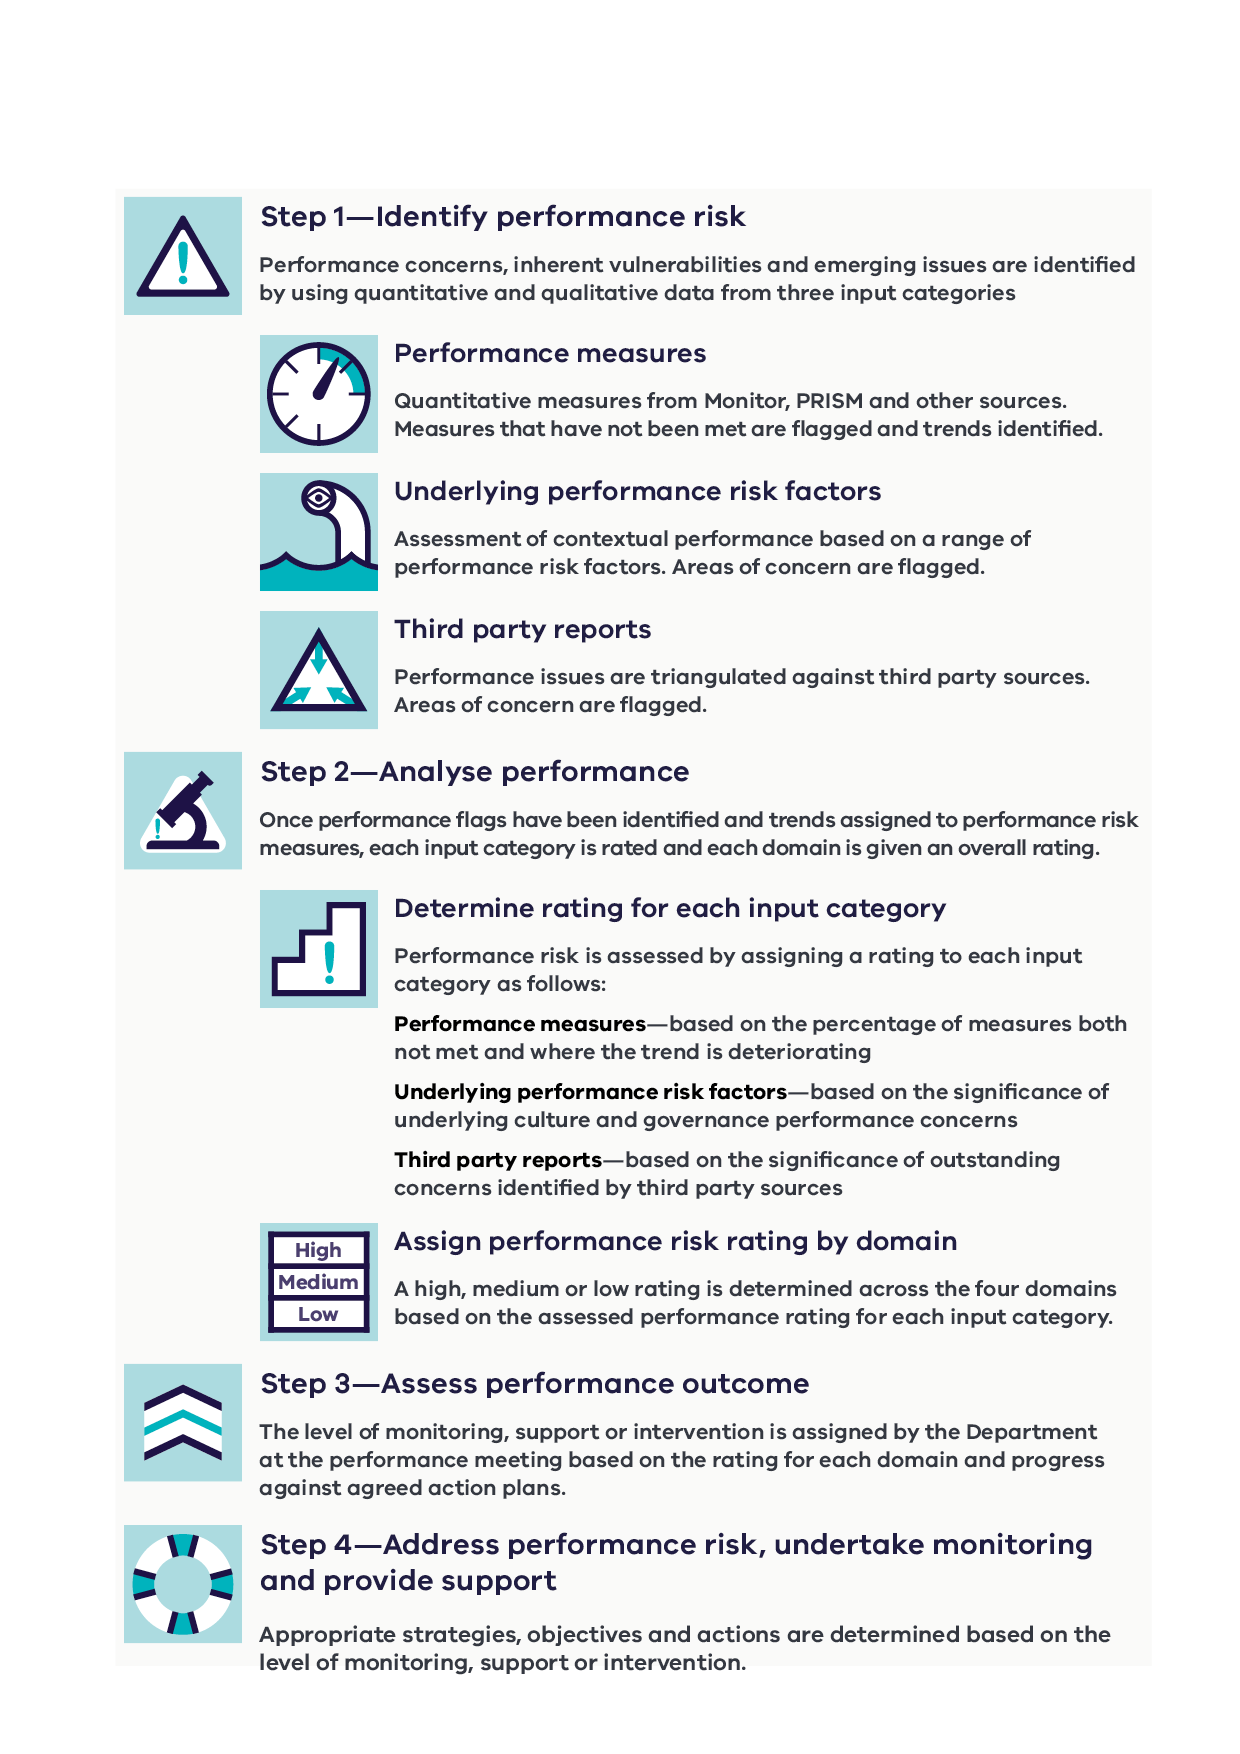 Step 1—Identify performance risk
Performance concerns, inherent vulnerabilities and emerging issues are identified
by using quantitative and qualitative data from three input categories
Performance measures
Quantitative measures from Monitor, PRISM and other sources.
Measures that have not been met are flagged and trends identified.
Underlying performance risk factors
Assessment of contextual performance based on a range of
performance risk factors. Areas of concern are flagged.
Third party reports
Performance issues are triangulated against third party sources.
Areas of concern are flagged.
Step 2—Analyse performance
Once performance flags have been identified and trends assigned to performance risk
measures, each input category is rated and each domain is given an overall rating.
Determine rating for each input category
Performance risk is assessed by assigning a rating to each input
category as follows:
Performance measures—based on the percentage of measures both
not met and where the trend is deteriorating
Underlying performance risk factors—based on the significance of
underlying culture and governance performance concerns
Third party reports—based on the significance of outstanding
concerns identified by third party sources
High
Medium
Low
Assign performance risk rating by domain
A high, medium or low rating is determined across the four domains
based on the assessed performance rating for each input category.
Step 3—Assess performance outcome
The level of monitoring, support or intervention is assigned by the Department
at the performance meeting based on the rating for each domain and progress
against agreed action plans.
Step 4—Address performance risk, undertake monitoring
and provide support
Appropriate strategies, objectives and actions are determined based on the
level of monitoring, support or intervention.